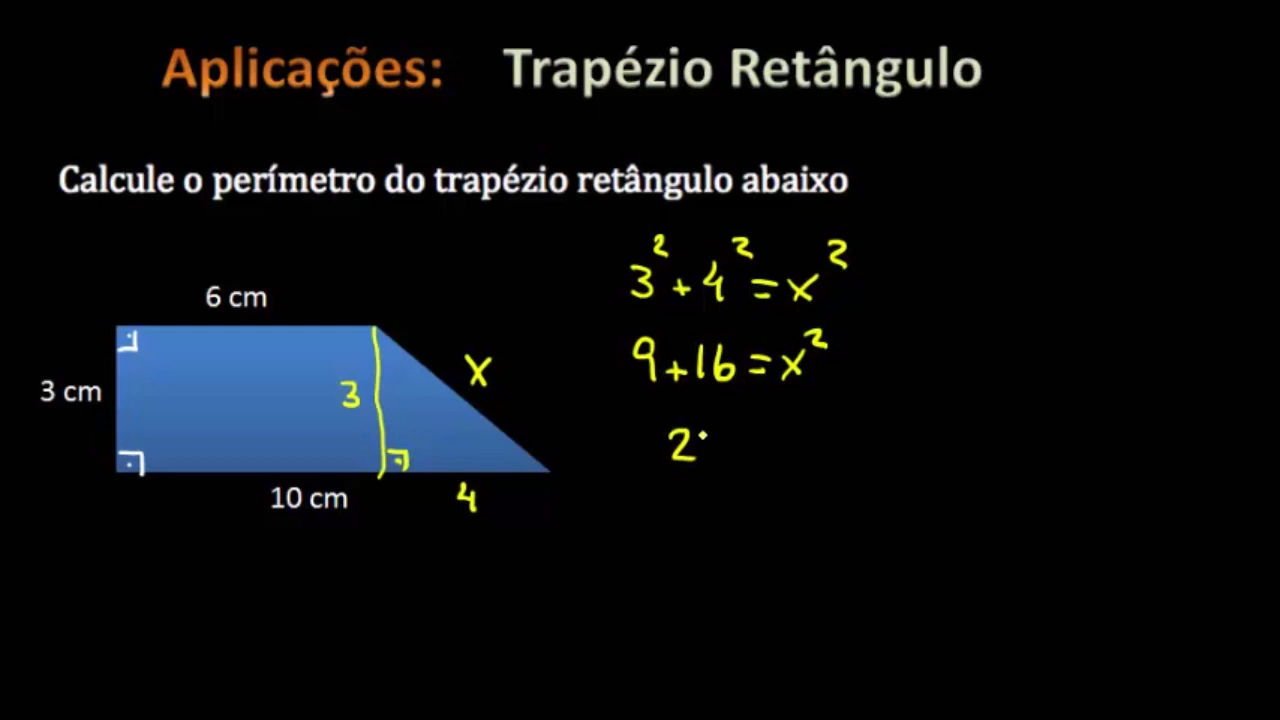 Aplicações: Trapézio Retângulo
Calcule o perímetro do trapézio retângulo abaixo
3² + 4² = x²
6 cm
9 + 16 = x²
x
3 cm
3
2
10 cm
4